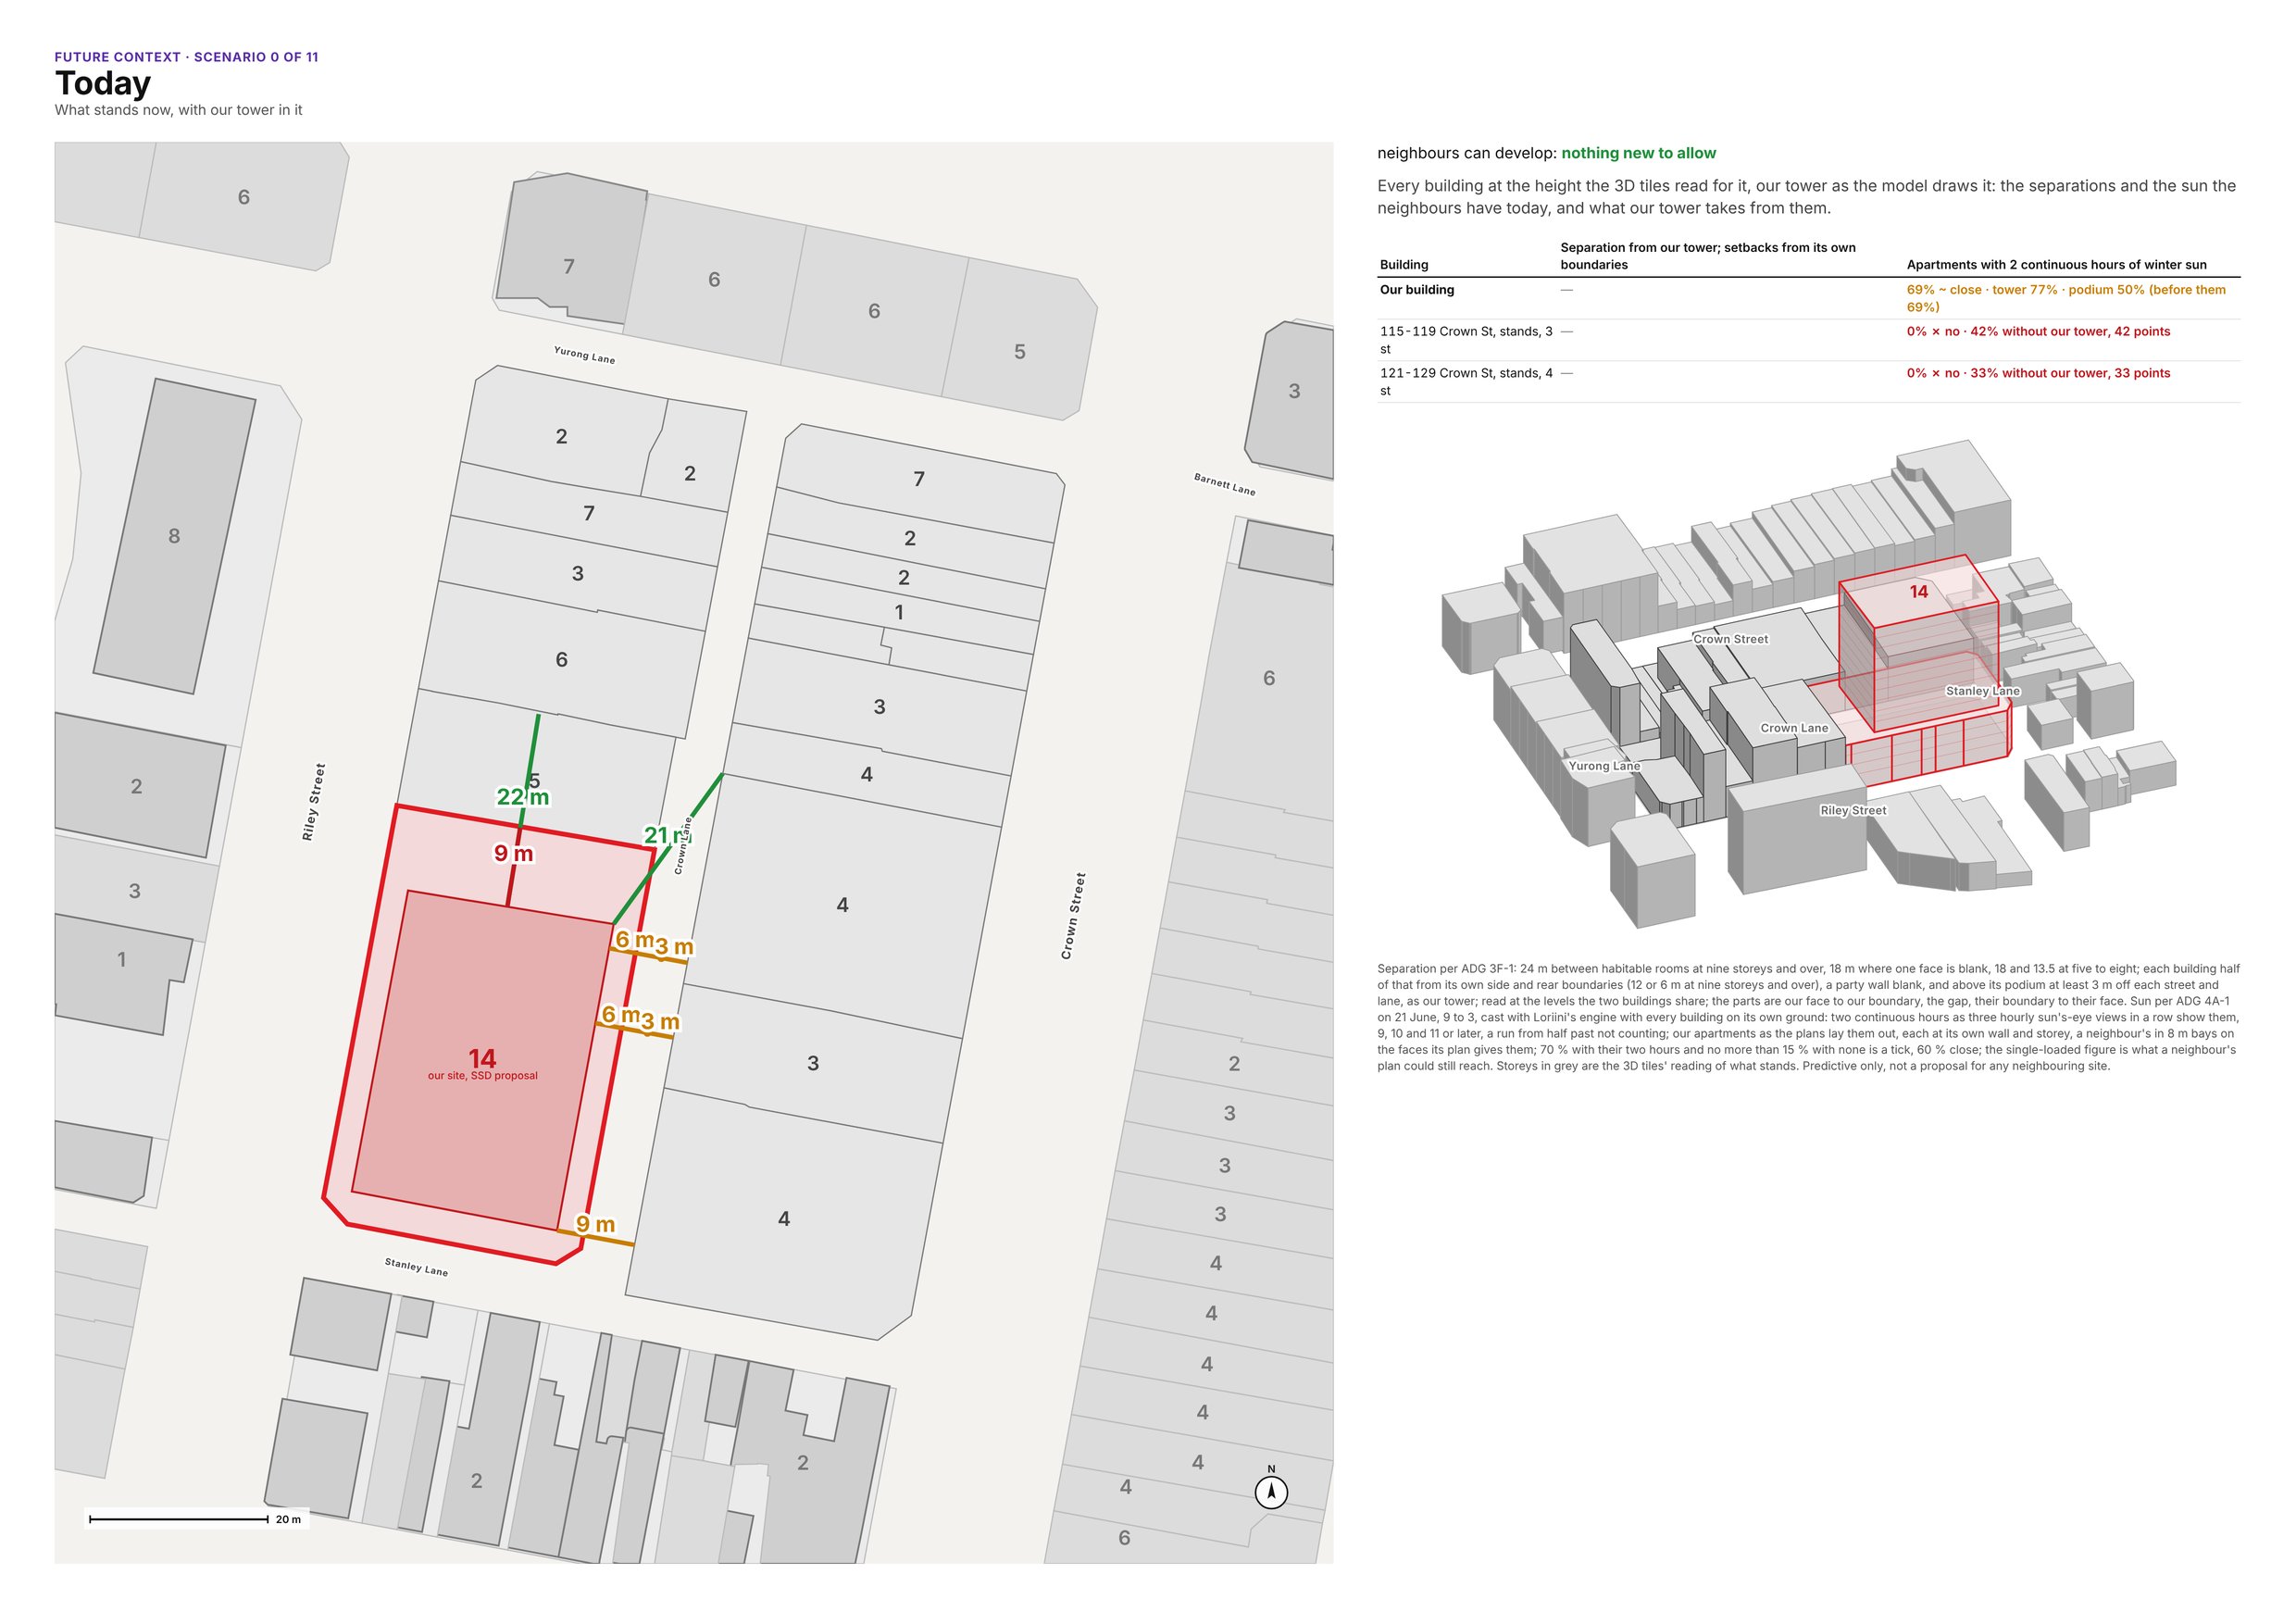 FUTURE CONTEXT · SCENARIO 0 OF 11
Today
What stands now, with our tower in it
neighbours can develop: nothing new to allow
Every building at the height the 3D tiles read for it, our tower as the model draws it: the separations and the sun the
neighbours have today, and what our tower takes from them.
Building
Separation from our tower; setbacks from its own
boundaries
Apartments with 2 continuous hours of winter sun
Our building
—
69% ~ close · tower 77% · podium 50% (before them
69%)
115-119 Crown St, stands, 3
st
—
0% × no · 42% without our tower, 42 points
121-129 Crown St, stands, 4
st
—
0% × no · 33% without our tower, 33 points
14
Crown Street
Stanley Lane
Crown Lane
Yurong Lane
Riley Street
Separation per ADG 3F-1: 24 m between habitable rooms at nine storeys and over, 18 m where one face is blank, 18 and 13.5 at five to eight; each building half
of that from its own side and rear boundaries (12 or 6 m at nine storeys and over), a party wall blank, and above its podium at least 3 m off each street and
lane, as our tower; read at the levels the two buildings share; the parts are our face to our boundary, the gap, their boundary to their face. Sun per ADG 4A-1
on 21 June, 9 to 3, cast with Loriini's engine with every building on its own ground: two continuous hours as three hourly sun's-eye views in a row show them,
9, 10 and 11 or later, a run from half past not counting; our apartments as the plans lay them out, each at its own wall and storey, a neighbour's in 8 m bays on
the faces its plan gives them; 70 % with their two hours and no more than 15 % with none is a tick, 60 % close; the single-loaded figure is what a neighbour's
plan could still reach. Storeys in grey are the 3D tiles' reading of what stands. Predictive only, not a proposal for any neighbouring site.
6
7
6
6
5
3
Yurong Lane
2
2
7
Barnett Lane
8
7
2
3
2
1
6
3
6
5
4
2
22 m
Riley Street
21 m
Crown Lane
9 m
3
4
Crown Street
6 m
3 m
1
6 m
3 m
14
our site, SSD proposal
3
2
3
3
3
4
9 m
4
Stanley Lane
4
4
4
2
2
4
4
N
6
20 m